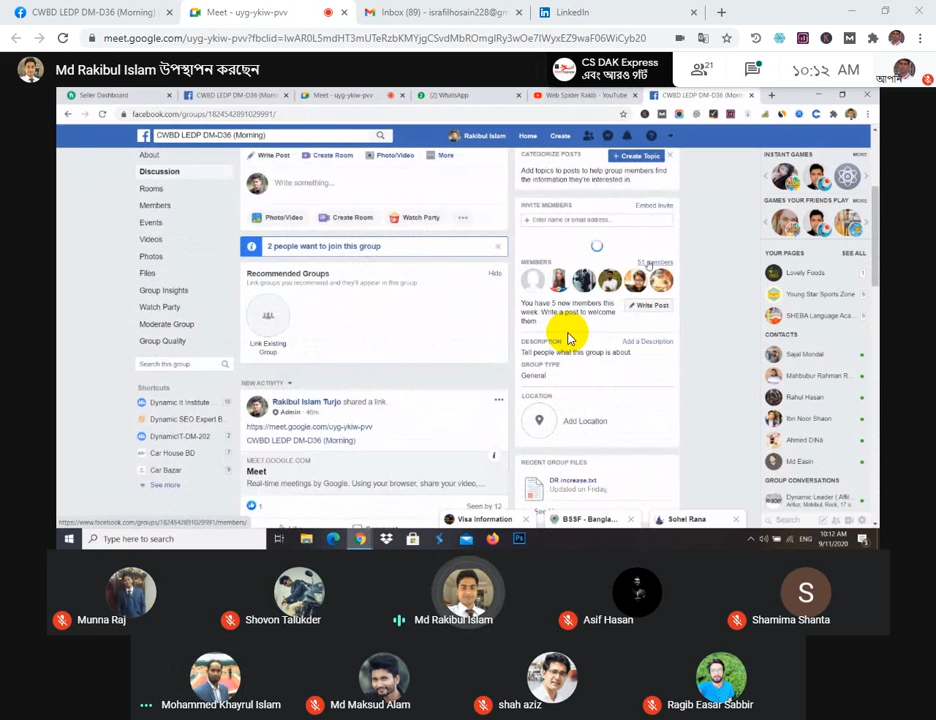 CWBD LEDP DM-D36 (Morning) |
Meet - uyg-ykiw-pvv
Inbox (3) - israfilhosain228@gm
LinkedIn
meet.google.com/uyg-ykiw-pvv?fbclid=IwAR0L5mdHT3mUTeRzbKMYjgCSvdMbROmgIRy3wOe7IWyxEZ9waF06WiCyb20
Md Rakibul Islam উপস্থাপন করছেন
CS DAK Express
এবং আরও ৯টি
21
১০:১২ AM
আপনি
Seller Dashboard
CWBD LEDP DM-D36 (Morning)
Meet - uyg-ykiw-pvv
(2) WhatsApp
Web Spider Rakib - YouTube
CWBD LEDP DM-D36 (Morning)
facebook.com/groups/1824542891029991/
CWBD LEDP DM-D36 (Morning)
Rakibul Islam
Home
Create
About
Discussion
Rooms
Members
Events
Videos
Photos
Files
Group Insights
Watch Party
Moderate Group
Group Quality
Search this group
Shortcuts
Dynamic It Institute... 10
Dynamic SEO Expert B...
DynamicIT-DM-202 2
Car House BD 7
Car Bazar 9
See more
Write Post
Create Room
Photo/Video
More
Write something...
Photo/Video
Create Room
Watch Party
2 people want to join this group
Recommended Groups
Hide
Link groups you recommend and they'll appear in this group
Link Existing
Group
NEW ACTIVITY
Rakibul Islam Turjo shared a link.
Admin · 46m
https://meet.google.com/uyg-ykiw-pvv
CWBD LEDP DM-D36 (Morning)
MEET.GOOGLE.COM
Meet
Real-time meetings by Google. Using your browser, share your video,...
1
Seen by 12
CATEGORIZE POSTS
+ Create Topic
Add topics to posts to help group members find
the information they're interested in.
INVITE MEMBERS
Embed Invite
+ Enter name or email address...
MEMBERS
51 members
You have 5 new members this
week. Write a post to welcome
them
Write Post
DESCRIPTION
Add a Description
Tell people what this group is about.
GROUP TYPE
General
LOCATION
Add Location
RECENT GROUP FILES
DR increase.txt
Updated on Friday
See More
INSTANT GAMES
MORE
GAMES YOUR FRIENDS PLAY
MORE
YOUR PAGES
SEE ALL
Lovely Foods 1
Young Star Sports Zone
SHEBA Language Aca...
CONTACTS
Sajal Mondal
Mahbubur Rahman R...
Rahul Hasan
Ibn Noor Shaon
Ahmed DiNa
Md Easin
GROUP CONVERSATIONS
MORE
Dynamic Leader ( Affil...
Search
https://www.facebook.com/groups/1824542891029991/members/
Visa Information
BSSF - Bangla...
Sohel Rana
Type here to search
ENG
10:12 AM
9/11/2020
Munna Raj
Shovon Talukder
Md Rakibul Islam
Asif Hasan
S
Shamima Shanta
Mohammed Khayrul Islam
Md Maksud Alam
shah aziz
Ragib Easar Sabbir